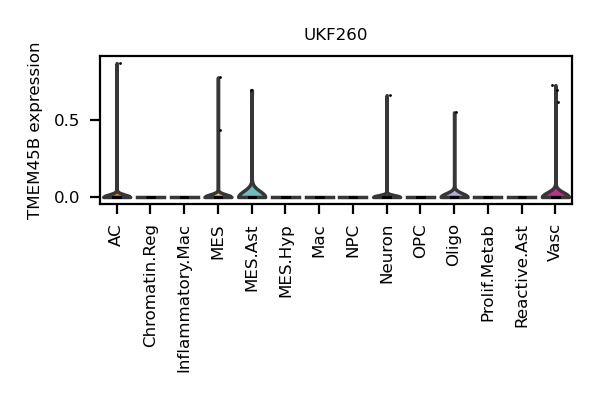 UKF260
TMEM45B expression
0.5
0.0
AC
Chromatin.Reg
Inflammatory.Mac
MES
MES.Ast
MES.Hyp
Mac
NPC
Neuron
OPC
Oligo
Prolif.Metab
Reactive.Ast
Vasc